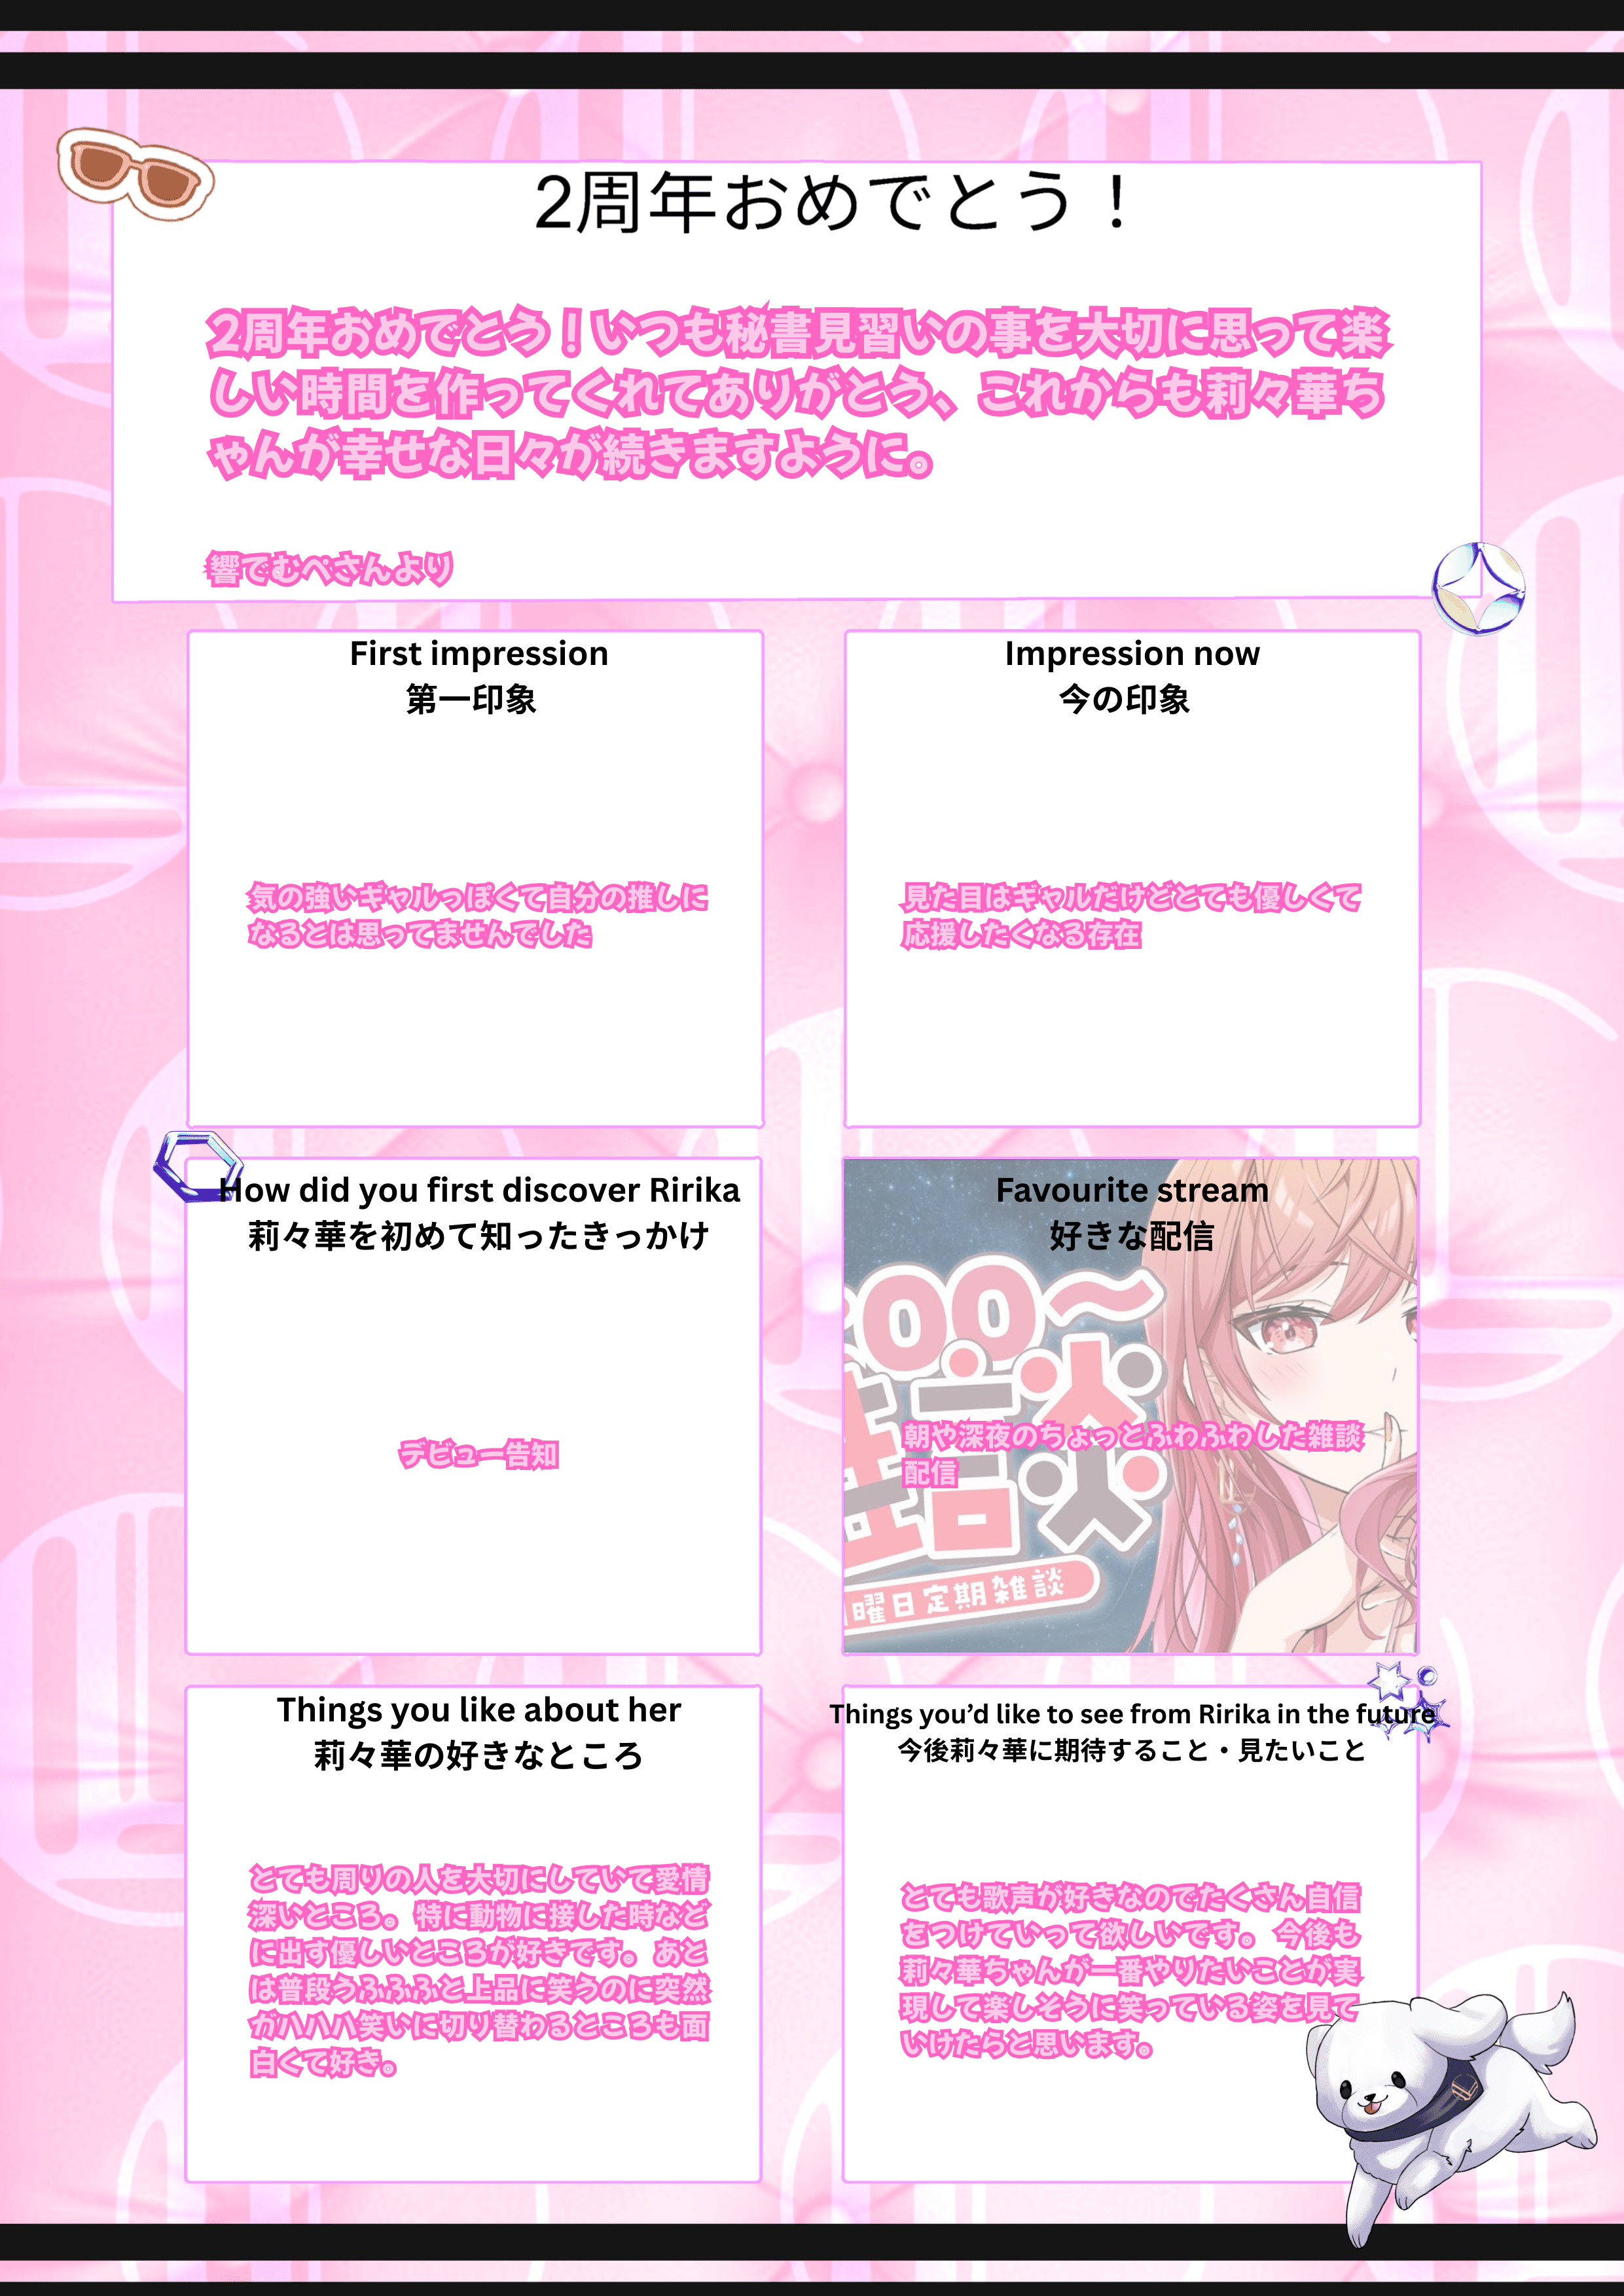 2周年おめでとう！
2周年おめでとう！いつも秘書見習いの事を大切に思って楽
しい時間を作ってくれてありがとう、これからも莉々華ち
ゃんが幸せな日々が続きますように。
響でむぺさんより
First impression
第一印象
気の強いギャルっぽくて自分の推しに
なるとは思ってませんでした
Impression now
今の印象
見た目はギャルだけどとても優しくて
応援したくなる存在
How did you first discover Ririka
莉々華を初めて知ったきっかけ
デビュー告知
Favourite stream
好きな配信
00～
朝や深夜のちょっとふわふわした雑談
配信
曜日定期雑談
Things you like about her
莉々華の好きなところ
とても周りの人を大切にしていて愛情
深いところ。特に動物に接した時など
に出す優しいところが好きです。あと
は普段うふふふと上品に笑うのに突然
ガハハハ笑いに切り替わるところも面
白くて好き。
Things you’d like to see from Ririka in the future
今後莉々華に期待すること・見たいこと
とても歌声が好きなのでたくさん自信
をつけていって欲しいです。今後も
莉々華ちゃんが一番やりたいことが実
現して楽しそうに笑っている姿を見て
いけたらと思います。